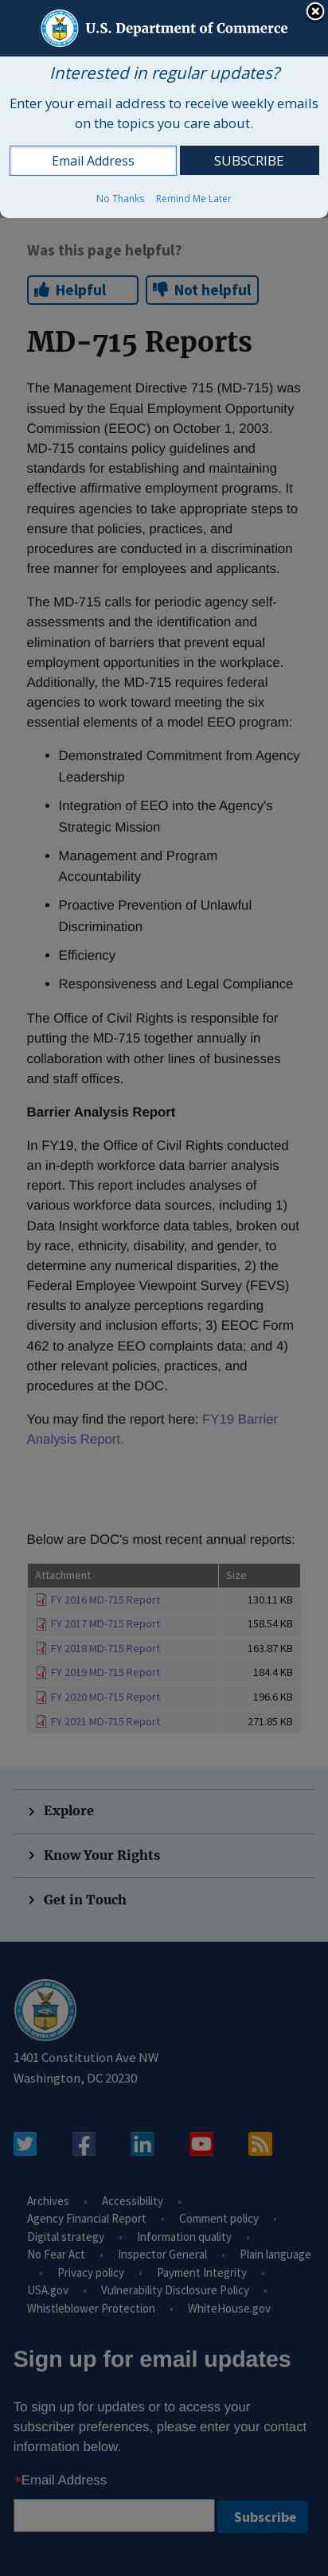 U.S. Department of Commerce
Interested in regular updates?
Enter your email address to receive weekly emails
on the topics you care about.
Email Address
SUBSCRIBE
No Thanks
Remind Me Later
Was this page helpful?
Helpful
Not helpful
MD-715 Reports
The Management Directive 715 (MD-715) was
issued by the Equal Employment Opportunity
Commission (EEOC) on October 1, 2003.
MD-715 contains policy guidelines and
standards for establishing and maintaining
effective affirmative employment programs. It
requires agencies to take appropriate steps to
ensure that policies, practices, and
procedures are conducted in a discrimination
free manner for employees and applicants.
The MD-715 calls for periodic agency self-
assessments and the identification and
elimination of barriers that prevent equal
employment opportunities in the workplace.
Additionally, the MD-715 requires federal
agencies to work toward meeting the six
essential elements of a model EEO program:
• Demonstrated Commitment from Agency
Leadership
• Integration of EEO into the Agency's
Strategic Mission
• Management and Program
Accountability
• Proactive Prevention of Unlawful
Discrimination
• Efficiency
• Responsiveness and Legal Compliance
The Office of Civil Rights is responsible for
putting the MD-715 together annually in
collaboration with other lines of businesses
and staff offices.
Barrier Analysis Report
In FY19, the Office of Civil Rights conducted
an in-depth workforce data barrier analysis
report. This report includes analyses of
various workforce data sources, including 1)
Data Insight workforce data tables, broken out
by race, ethnicity, disability, and gender, to
determine any numerical disparities, 2) the
Federal Employee Viewpoint Survey (FEVS)
results to analyze perceptions regarding
diversity and inclusion efforts; 3) EEOC Form
462 to analyze EEO complaints data; and 4)
other relevant policies, practices, and
procedures at the DOC.
You may find the report here: FY19 Barrier
Analysis Report.
Below are DOC's most recent annual reports:
Attachment Size
FY 2016 MD-715 Report 130.11 KB
FY 2017 MD-715 Report 158.54 KB
FY 2018 MD-715 Report 163.87 KB
FY 2019 MD-715 Report 184.4 KB
FY 2020 MD-715 Report 196.6 KB
FY 2021 MD-715 Report 271.85 KB
Explore
Know Your Rights
Get in Touch
1401 Constitution Ave NW
Washington, DC 20230
Archives • Accessibility •
Agency Financial Report • Comment policy •
Digital strategy • Information quality •
No Fear Act • Inspector General • Plain language
• Privacy policy • Payment Integrity •
USA.gov • Vulnerability Disclosure Policy •
Whistleblower Protection • WhiteHouse.gov
Sign up for email updates
To sign up for updates or to access your
subscriber preferences, please enter your contact
information below.
*Email Address
Subscribe